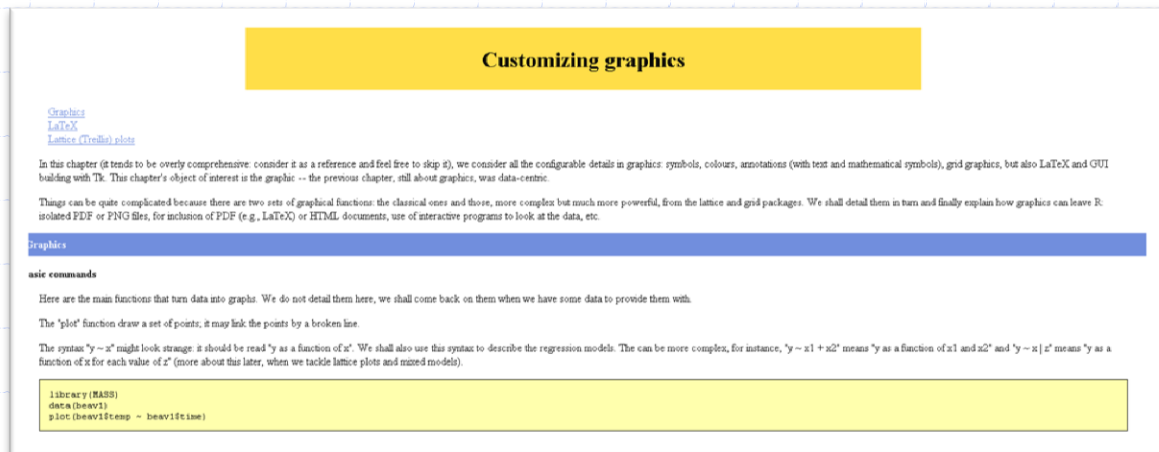 Customizing graphics
Graphics
LaTeX
Lattice (Treillis) plots
In this chapter (it tends to be overly comprehensive: consider it as a reference and feel free to skip it), we consider all the configurable details in graphics: symbols, colours, annotations (with text and mathematical symbols), grid graphics, but also LaTeX and GUI
building with Tk. This chapter's object of interest is the graphic -- the previous chapter, still about graphics, was data-centric.
Things can be quite complicated because there are two sets of graphical functions: the classical ones and those, more complex but much more powerful, from the lattice and grid packages. We shall detail them in turn and finally explain how graphics can leave R:
isolated PDF or PNG files, for inclusion of PDF (e.g., LaTeX) or HTML documents, use of interactive programs to look at the data, etc.
Graphics
asic commands
Here are the main functions that turn data into graphs. We do not detail them here, we shall come back on them when we have some data to provide them with.
The "plot" function draw a set of points; it may link the points by a broken line.
The syntax "y ~ x" might look strange: it should be read "y as a function of x". We shall also use this syntax to describe the regression models. The can be more complex, for instance, "y ~ x1 + x2" means "y as a function of x1 and x2" and "y ~ x | z" means "y as a
function of x for each value of z" (more about this later, when we tackle lattice plots and mixed models).
library(MASS)
data(beav1)
plot(beav1$temp ~ beav1$time)